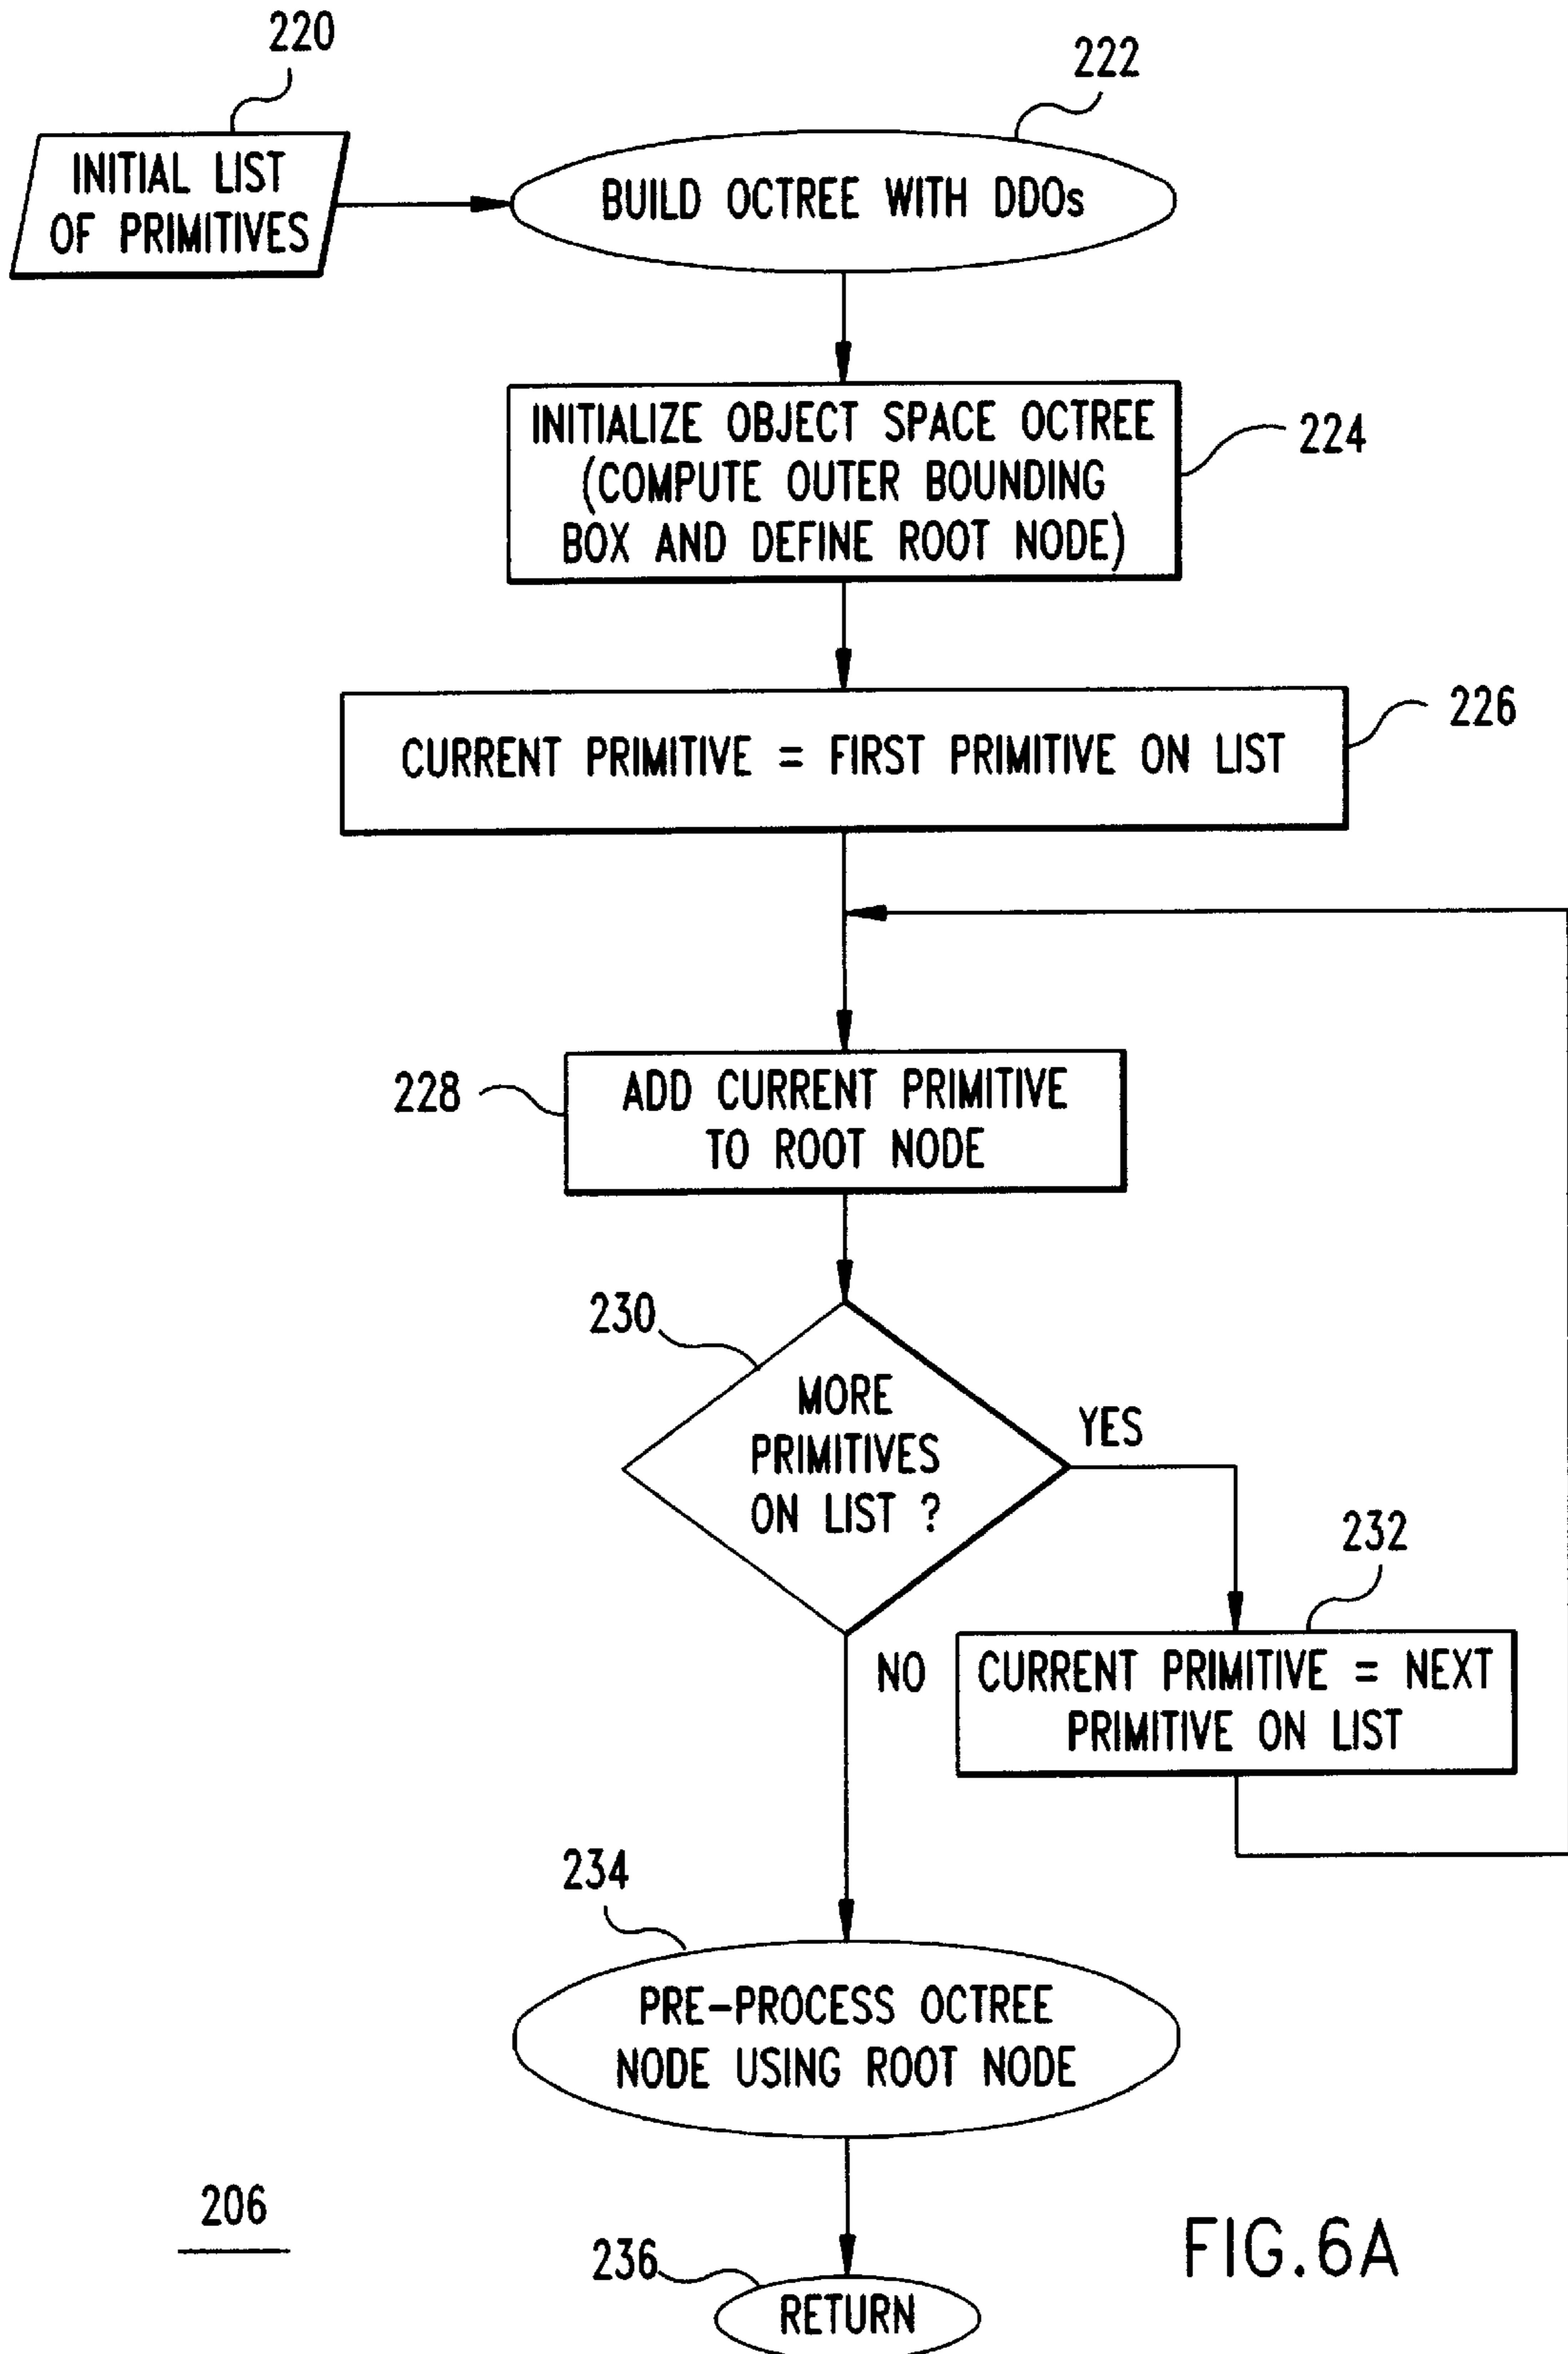 220
222
INITIAL LIST
OF PRIMITIVES
BUILD OCTREE WITH DDOs
INITIALIZE OBJECT SPACE OCTREE
(COMPUTE OUTER BOUNDING
BOX AND DEFINE ROOT NODE)
224
226
CURRENT PRIMITIVE = FIRST PRIMITIVE ON LIST
228
ADD CURRENT PRIMITIVE
TO ROOT NODE
230
MORE
PRIMITIVES
ON LIST ?
YES
232
NO
CURRENT PRIMITIVE = NEXT
PRIMITIVE ON LIST
234
PRE-PROCESS OCTREE
NODE USING ROOT NODE
206
236
RETURN
FIG.6A